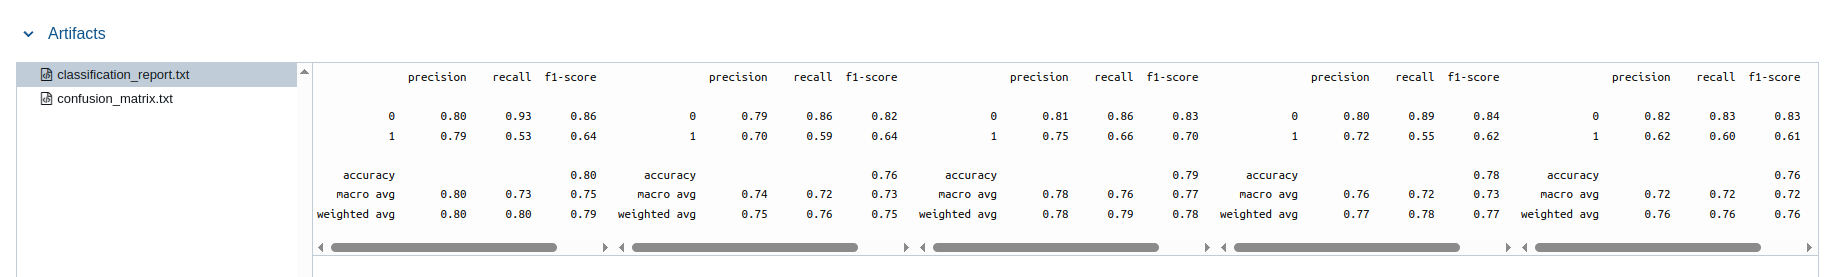 Artifacts
classification_report.txt
confusion_matrix.txt
precision recall f1-score
0 0.80 0.93 0.86
1 0.79 0.53 0.64
accuracy 0.80
macro avg 0.80 0.73 0.75
weighted avg 0.80 0.80 0.79
precision recall f1-score
0 0.79 0.86 0.82
1 0.70 0.59 0.64
accuracy 0.76
macro avg 0.74 0.72 0.73
weighted avg 0.75 0.76 0.75
precision recall f1-score
0 0.81 0.86 0.83
1 0.75 0.66 0.70
accuracy 0.79
macro avg 0.78 0.76 0.77
weighted avg 0.78 0.79 0.78
precision recall f1-score
0 0.80 0.89 0.84
1 0.72 0.55 0.62
accuracy 0.78
macro avg 0.76 0.72 0.73
weighted avg 0.77 0.78 0.77
precision recall f1-score
0 0.82 0.83 0.83
1 0.62 0.60 0.61
accuracy 0.76
macro avg 0.72 0.72 0.72
weighted avg 0.76 0.76 0.76